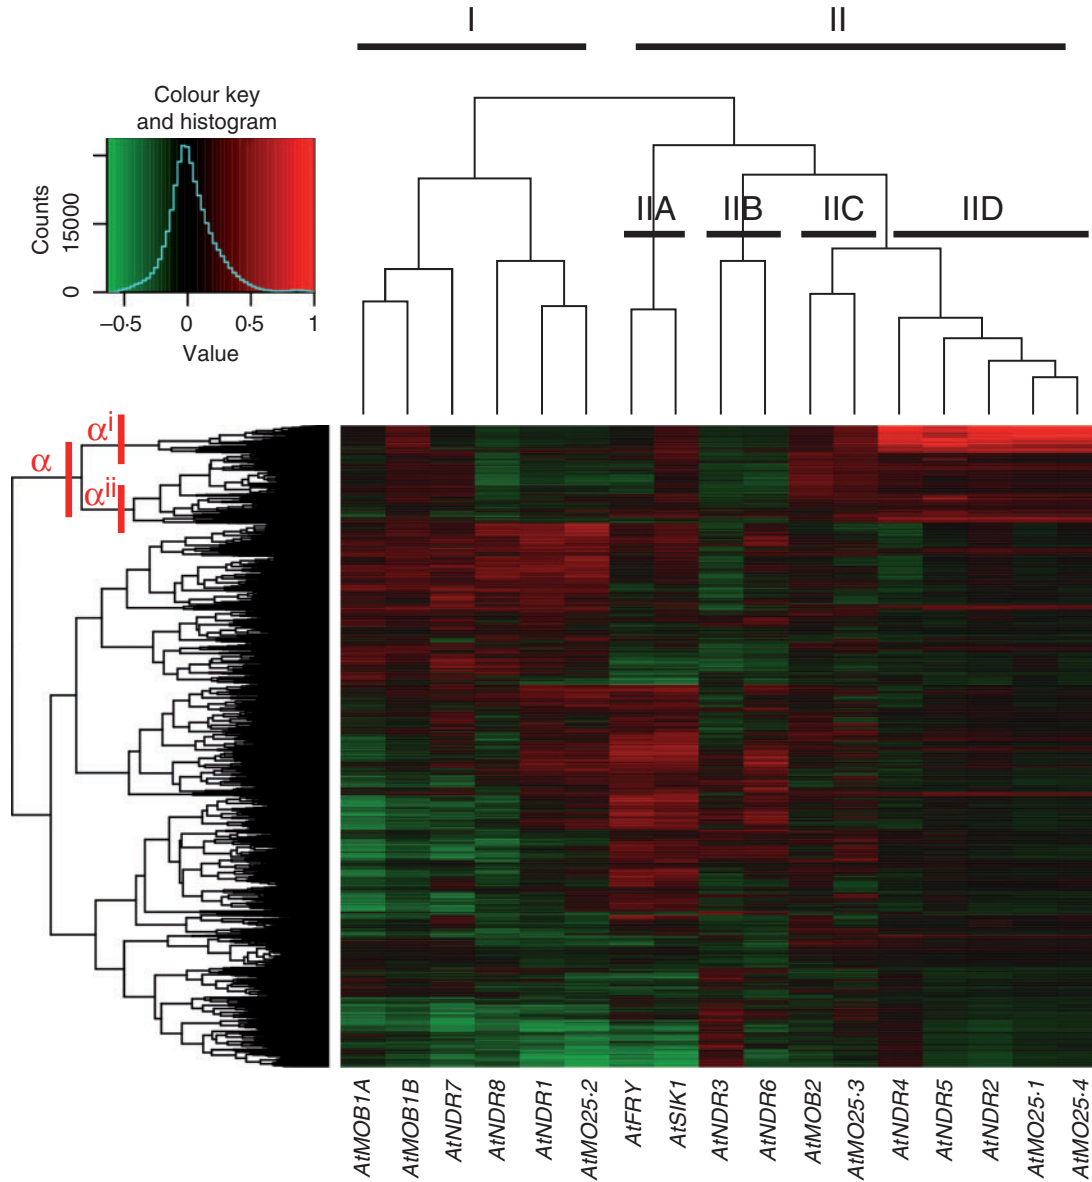 I II
Colour key
and histogram
IIA IIB IIC IID
Counts
15000
0
–0·5 0 0·5 1
Value
α αi
αii
AtMOB1A
AtMOB1B
AtNDR7
AtNDR8
AtNDR1
AtMO25·2
AtFRY
AtSIK1
AtNDR3
AtNDR6
AtMOB2
AtMO25·3
AtNDR4
AtNDR5
AtNDR2
AtMO25·1
AtMO25·4